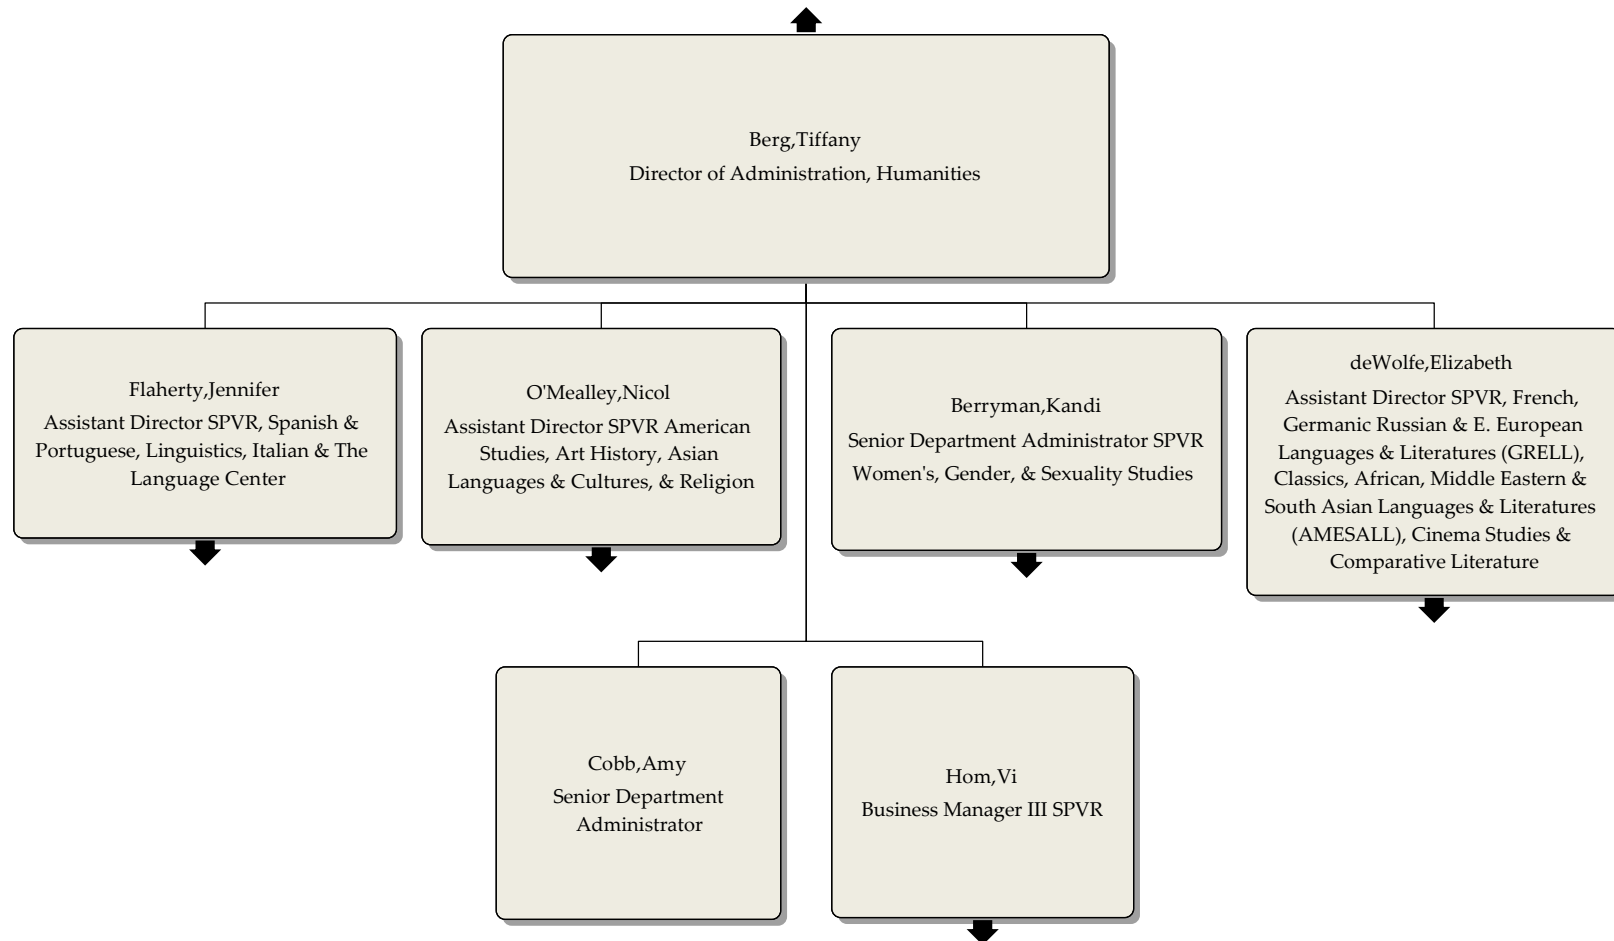 Berg,Tiffany
Director of Administration, Humanities
Flaherty,Jennifer
Assistant Director SPVR, Spanish &
Portuguese, Linguistics, Italian & The
Language Center
O'Mealley,Nicol
Assistant Director SPVR American
Studies, Art History, Asian
Languages & Cultures, & Religion
Berryman,Kandi
Senior Department Administrator SPVR
Women's, Gender, & Sexuality Studies
deWolfe,Elizabeth
Assistant Director SPVR, French,
Germanic Russian & E. European
Languages & Literatures (GRELL),
Classics, African, Middle Eastern &
South Asian Languages & Literatures
(AMESALL), Cinema Studies &
Comparative Literature
Cobb,Amy
Senior Department
Administrator
Hom,Vi
Business Manager III SPVR